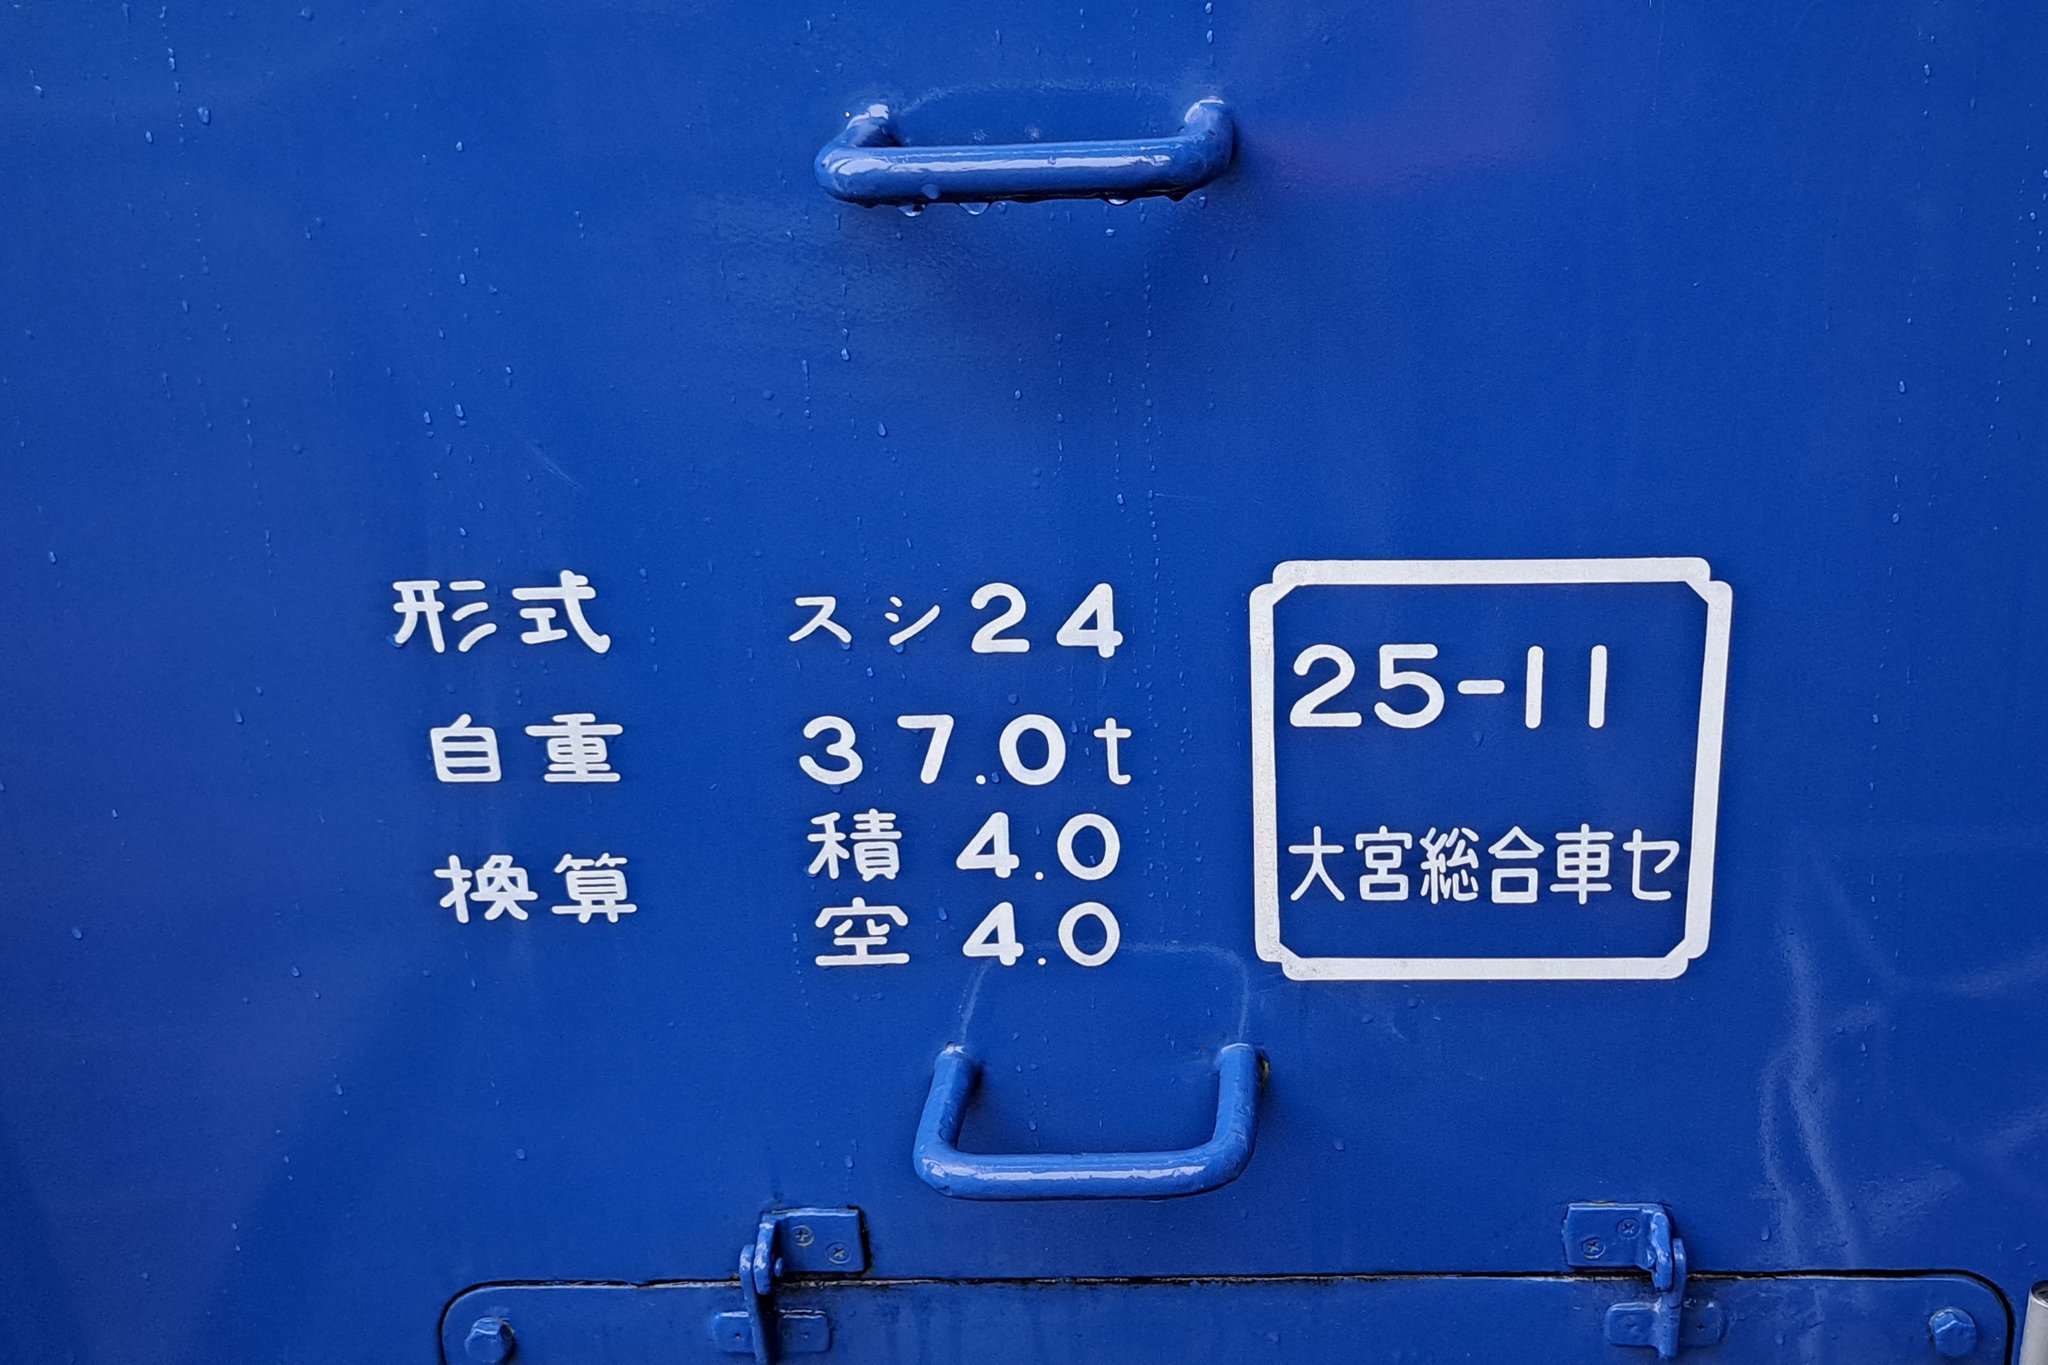 形式 スシ24
自重 37.0t
換算 積 4.0
空 4.0
25-11
大宮総合車セ